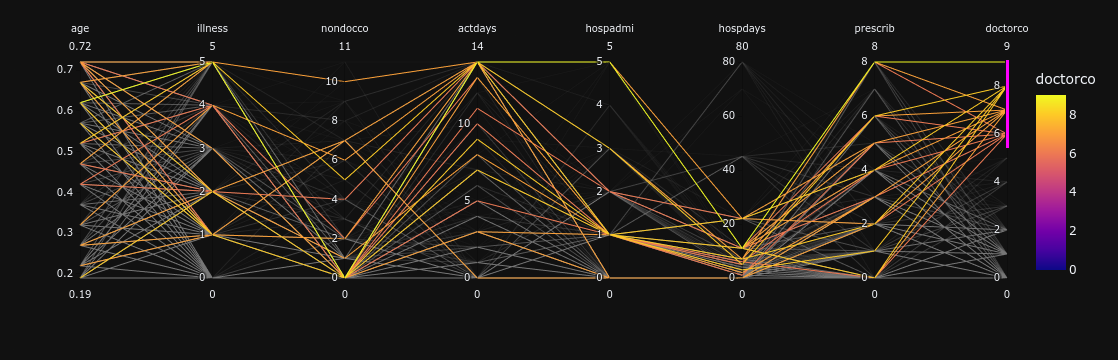 age illness nondocco actdays hospadmi hospdays prescrib doctorco
0.72 5 11 14 5 80 8 9
0.7 5 5 80 8
10 8
0.6 4 8 4 60 6 6
10
0.5 3 6 3 40 4 4
0.4 2 4 5 2
0.3 1 2 1 20 2 2
0.2 0 0 0 0 0 0 0
0.19 0 0 0 0 0 0 0
doctorco
8
6
4
2
0